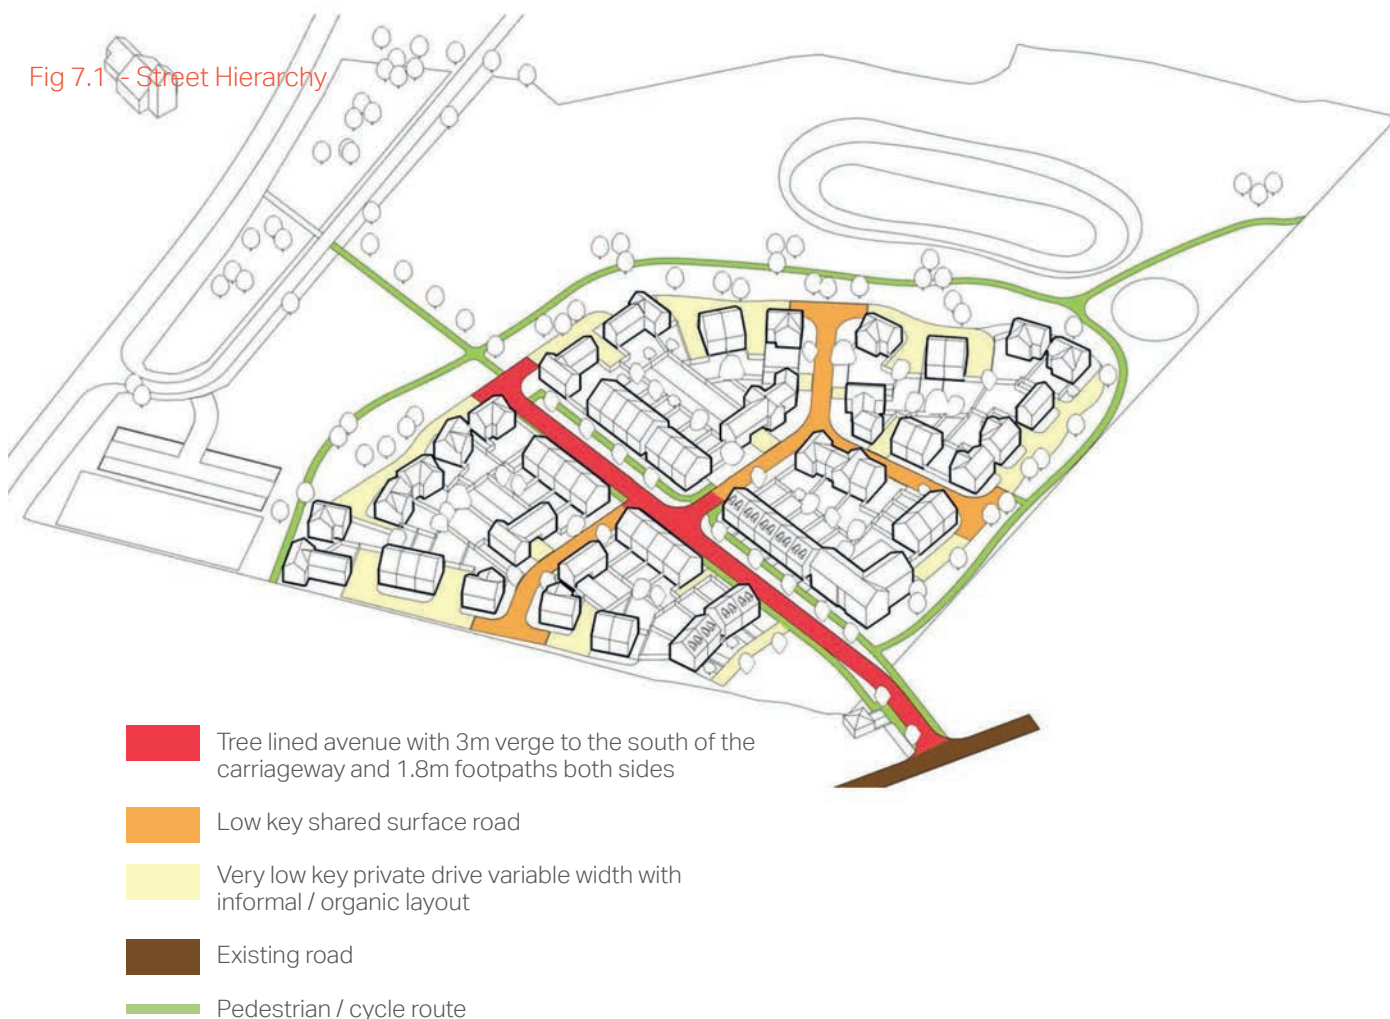 Fig 7.1 - Street Hierarchy
Tree lined avenue with 3m verge to the south of the
carriageway and 1.8m footpaths both sides
Low key shared surface road
Very low key private drive variable width with
informal / organic layout
Existing road
Pedestrian / cycle route